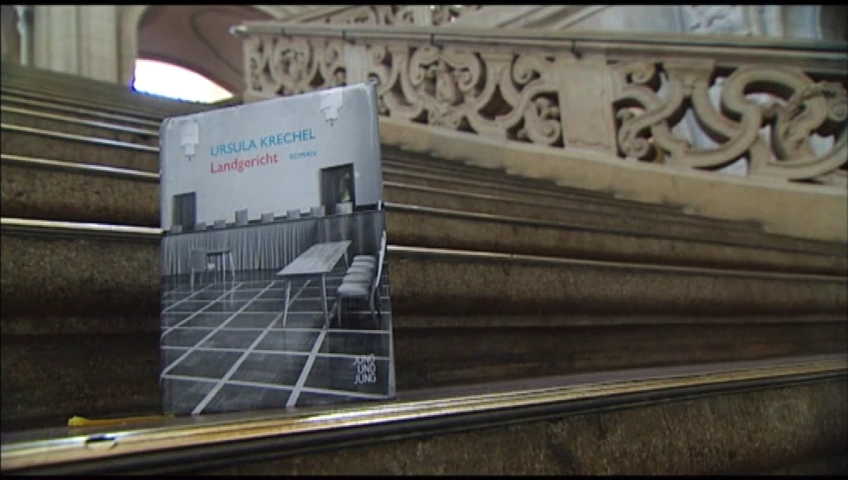 URSULA KRECHEL
Landgericht ROMAN
JUNG
UND
JUNG